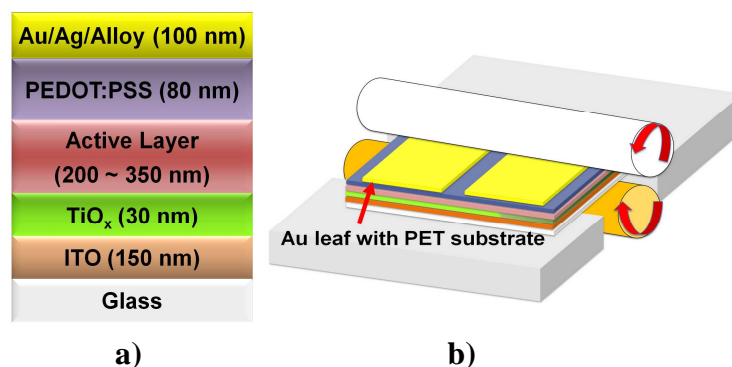 Au/Ag/Alloy (100 nm)
PEDOT:PSS (80 nm)
Active Layer
(200 ~ 350 nm)
TiOₓ (30 nm)
ITO (150 nm)
Glass
a)
Au leaf with PET substrate
b)